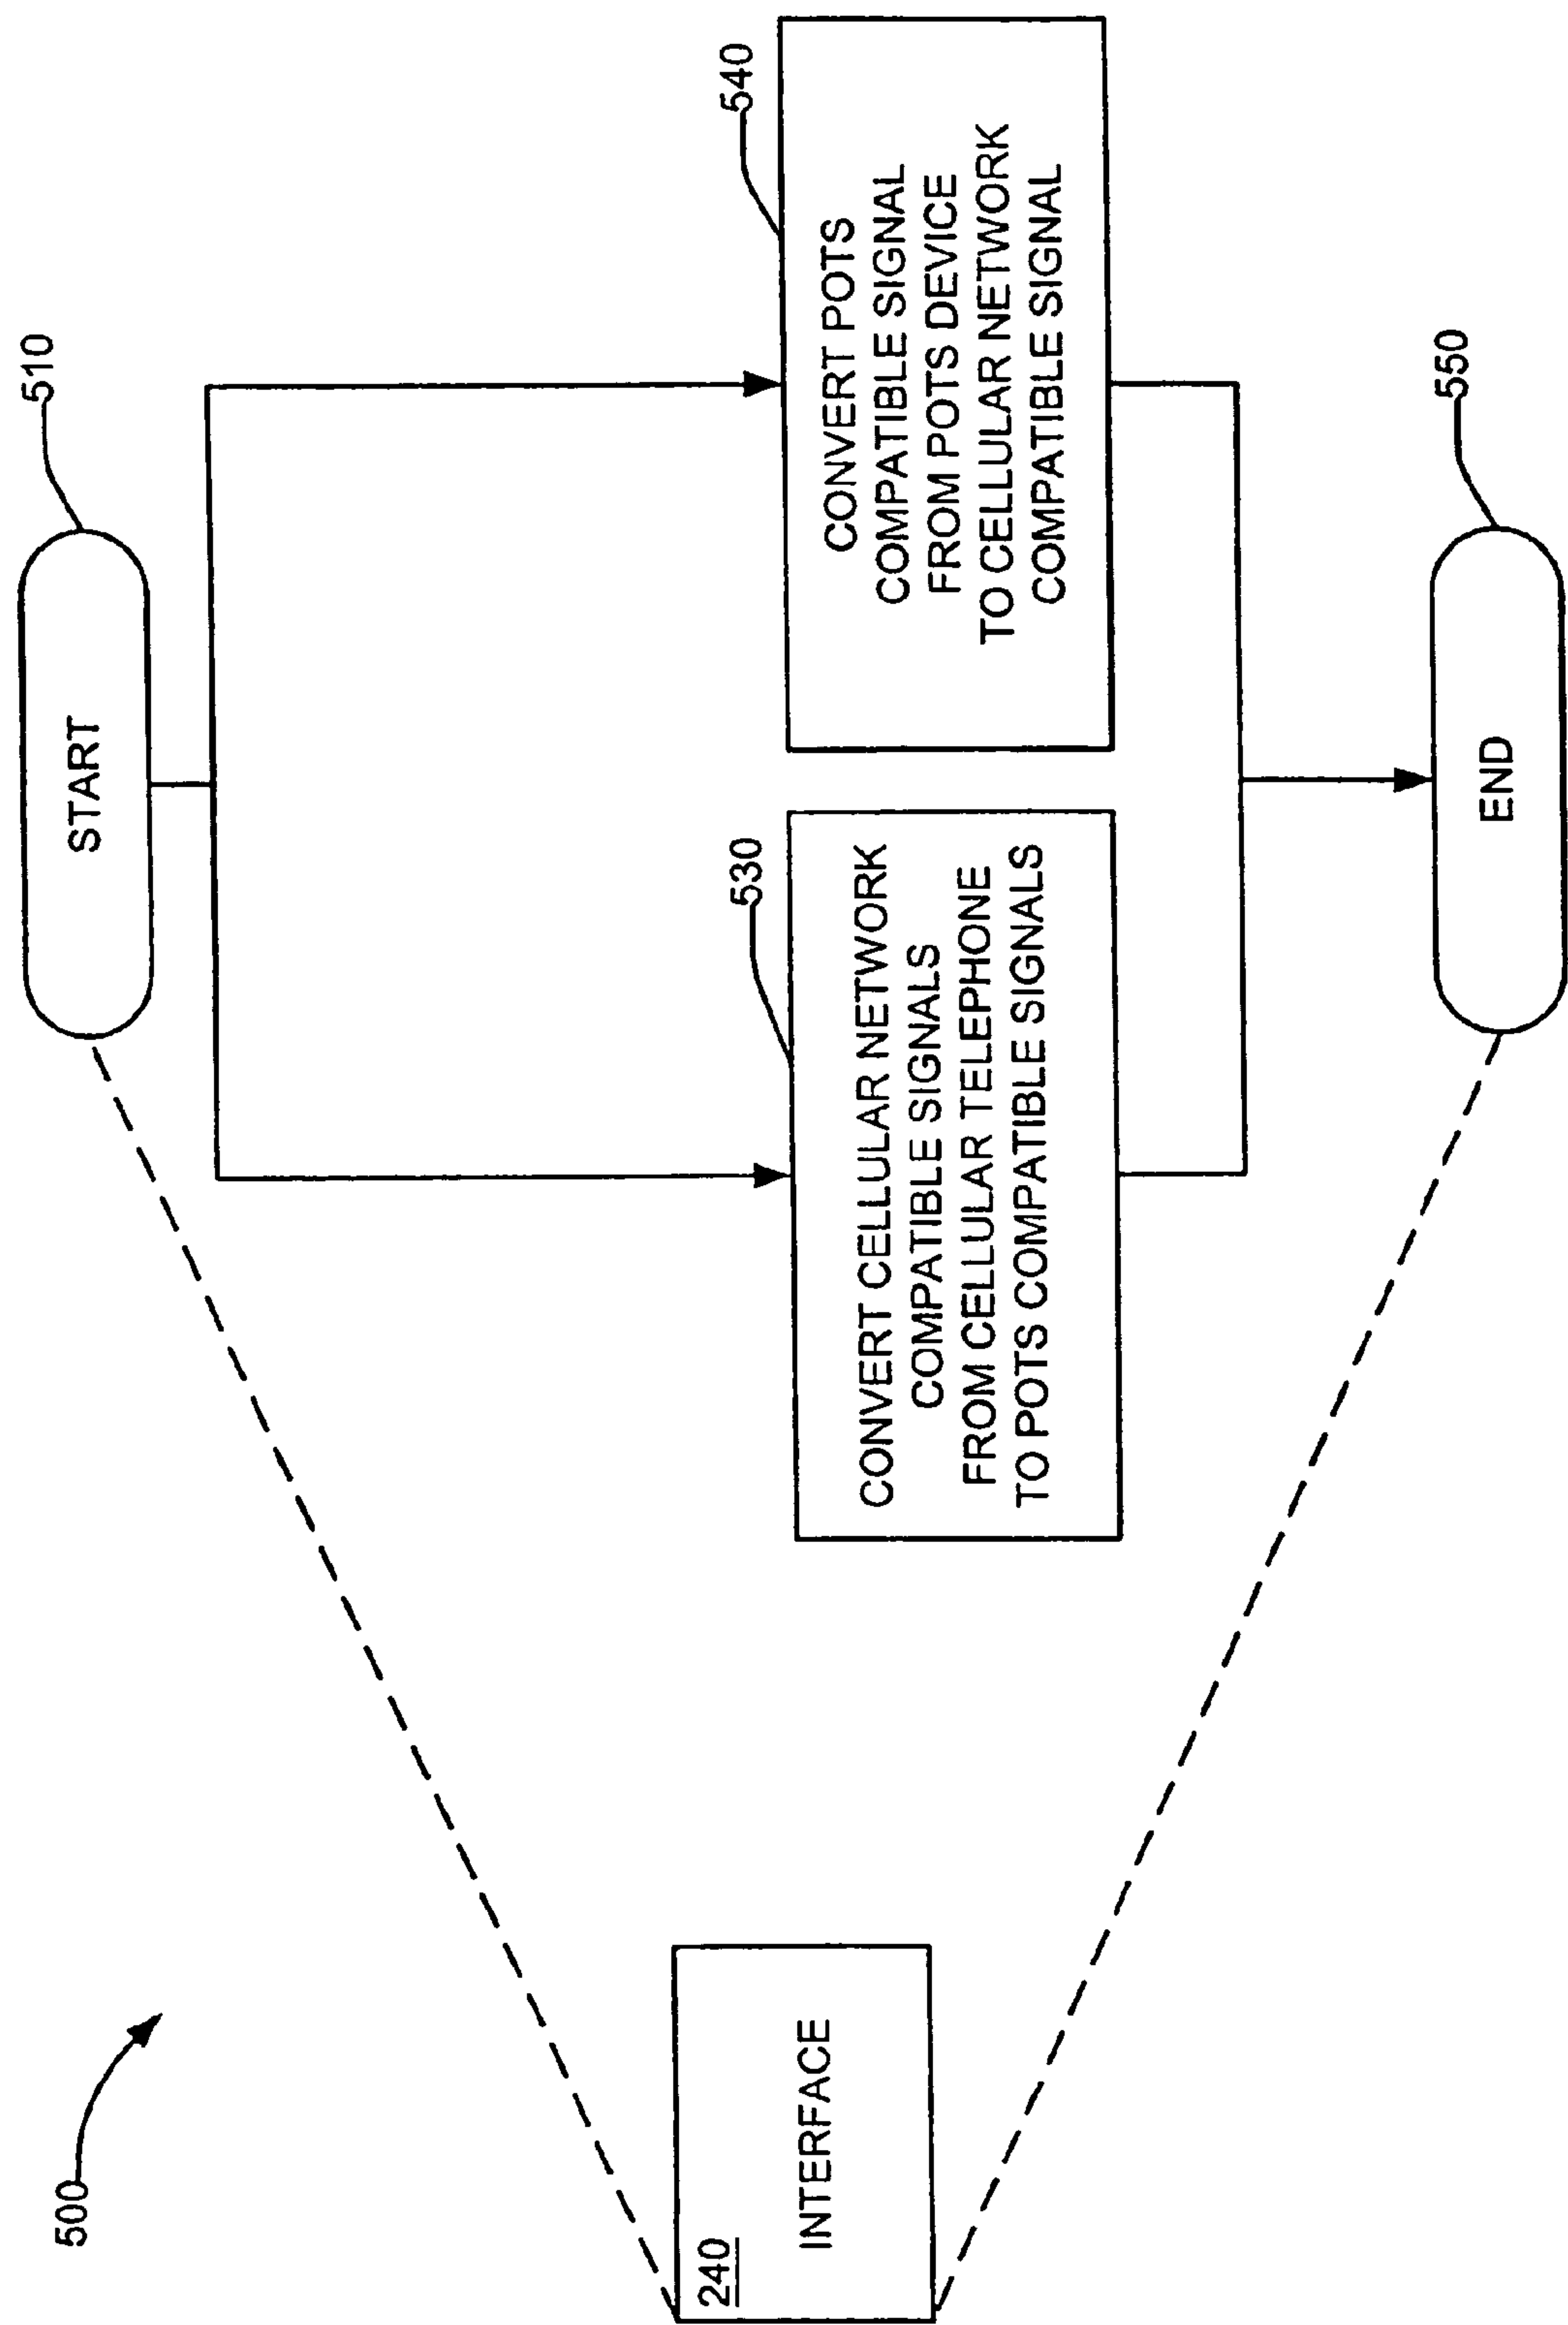 500
240
INTERFACE
START
510
530
CONVERT CELLULAR NETWORK
COMPATIBLE SIGNALS
FROM CELLULAR TELEPHONE
TO POTS COMPATIBLE SIGNALS
540
CONVERT POTS
COMPATIBLE SIGNAL
FROM POTS DEVICE
TO CELLULAR NETWORK
COMPATIBLE SIGNAL
END
550